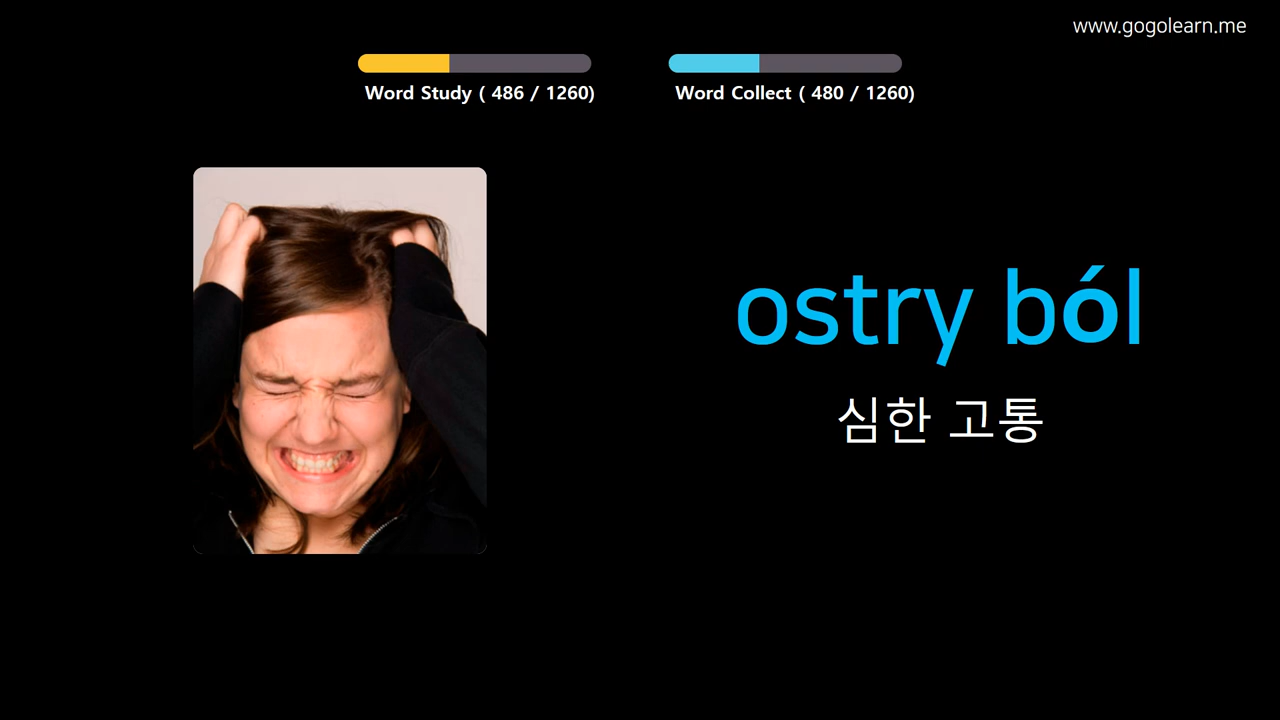 www.gogolearn.me
Word Study ( 486 / 1260)
Word Collect ( 480 / 1260)
ostry ból
심한 고통